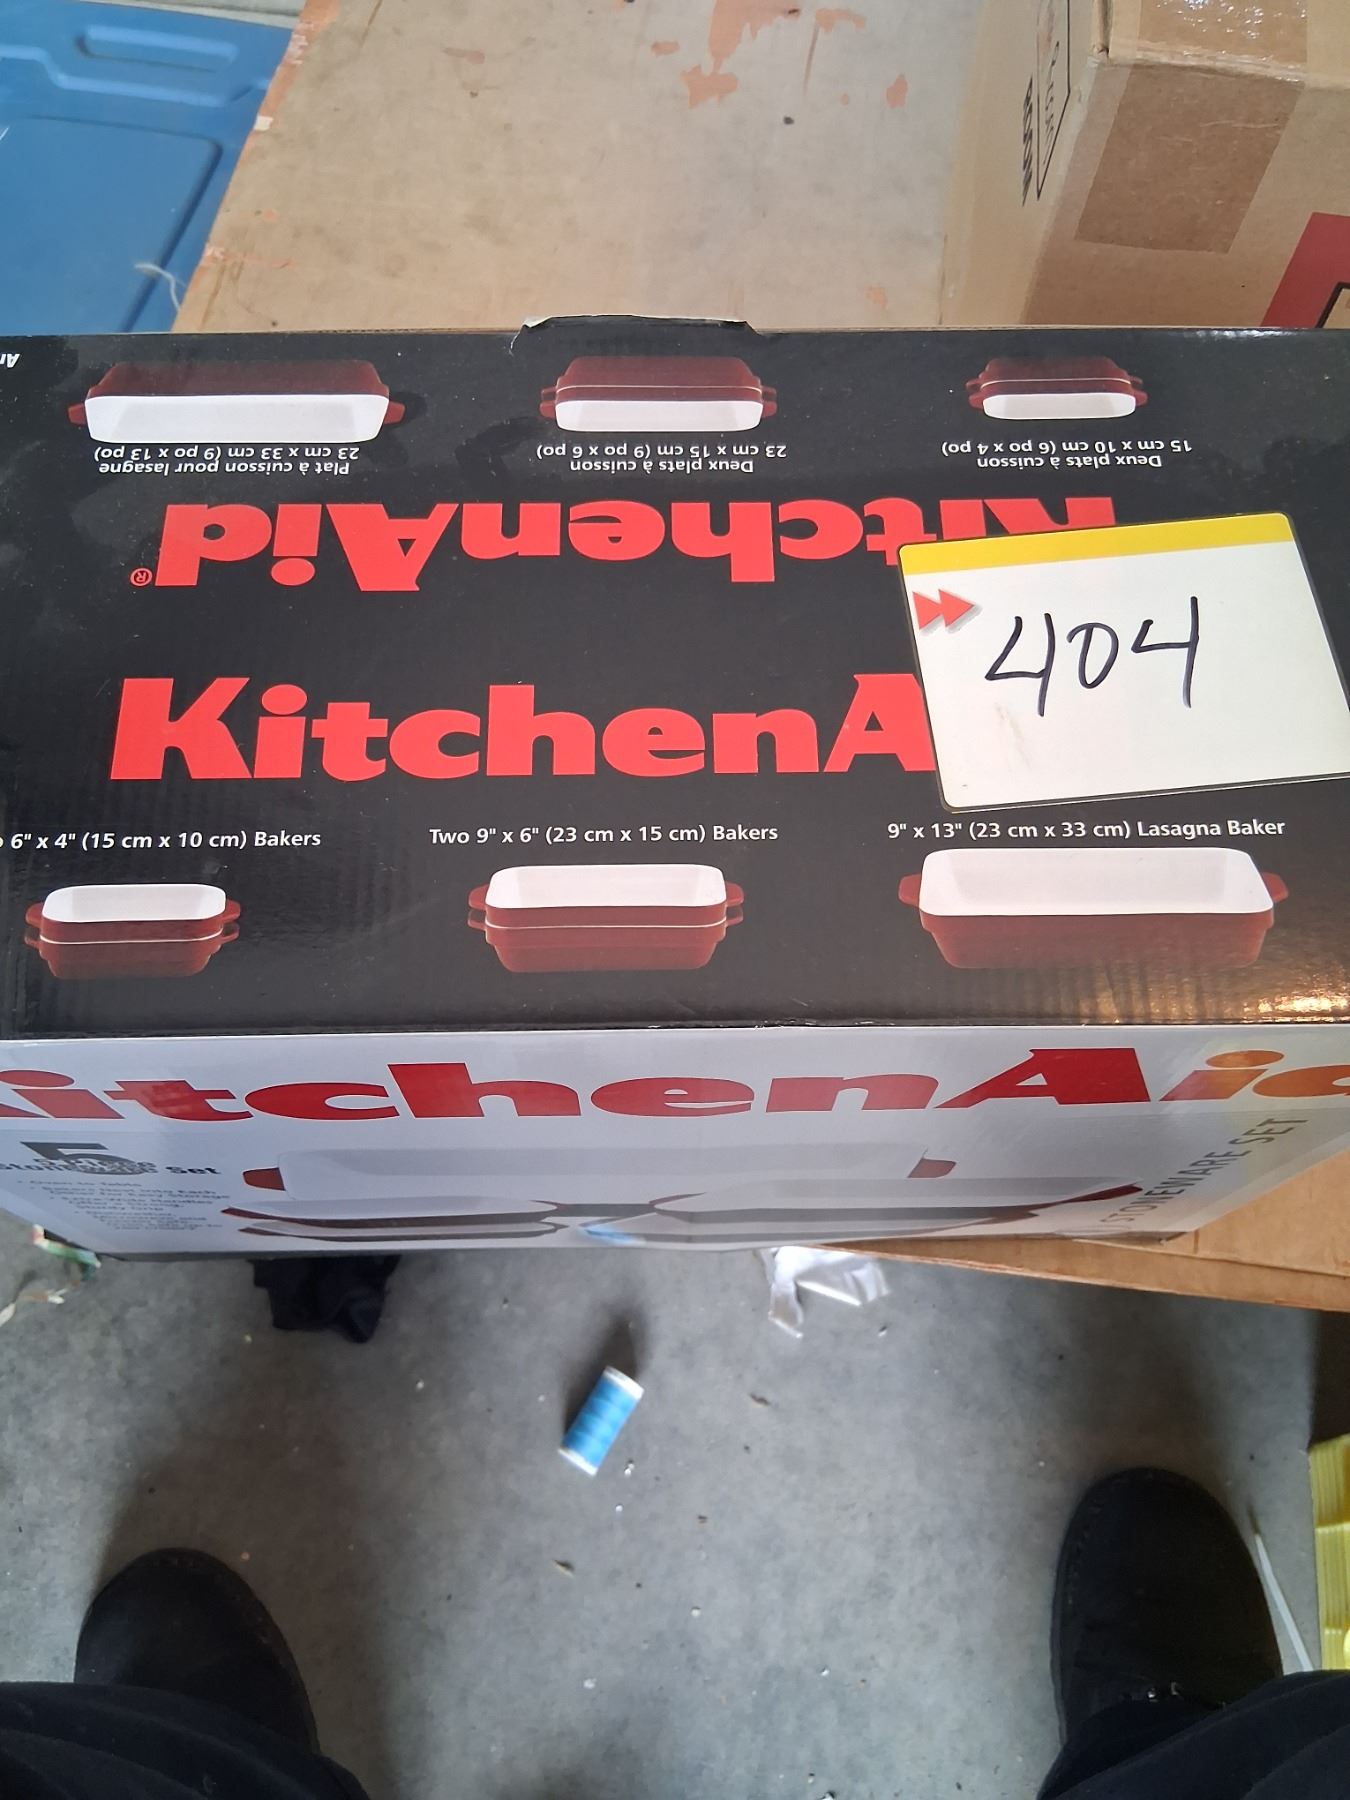 Plat à cuisson pour lasagne
23 cm x 33 cm (9 po x 13 po)
Deux plats à cuisson
23 cm x 15 cm (9 po x 6 po)
Deux plats à cuisson
15 cm x 10 cm (6 po x 4 po)
KitchenAid®
404
KitchenA
6" x 4" (15 cm x 10 cm) Bakers
Two 9" x 6" (23 cm x 15 cm) Bakers
9" x 13" (23 cm x 33 cm) Lasagna Baker
itchenAid
5
Set
STONEWARE SET